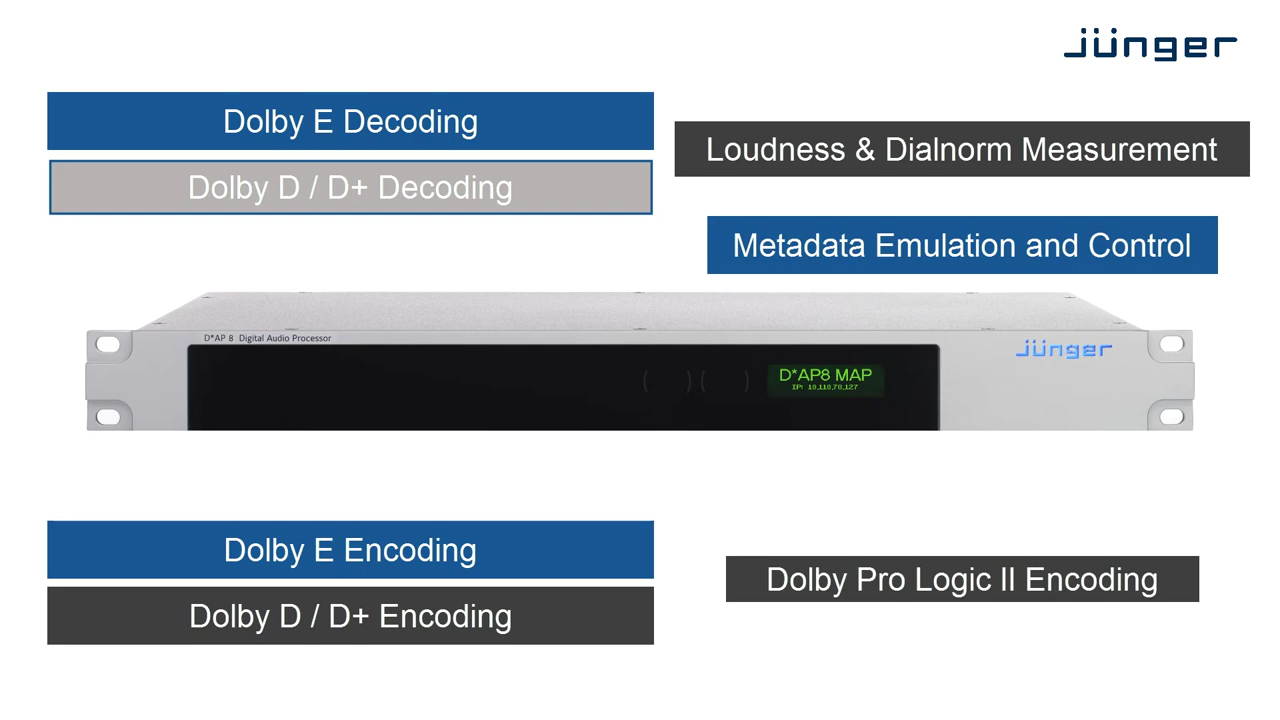 jünger
Dolby E Decoding
Dolby D / D+ Decoding
Loudness & Dialnorm Measurement
Metadata Emulation and Control
D*AP 8 Digital Audio Processor
jünger
D*AP8 MAP
IP: 10.110.78.127
Dolby E Encoding
Dolby D / D+ Encoding
Dolby Pro Logic II Encoding